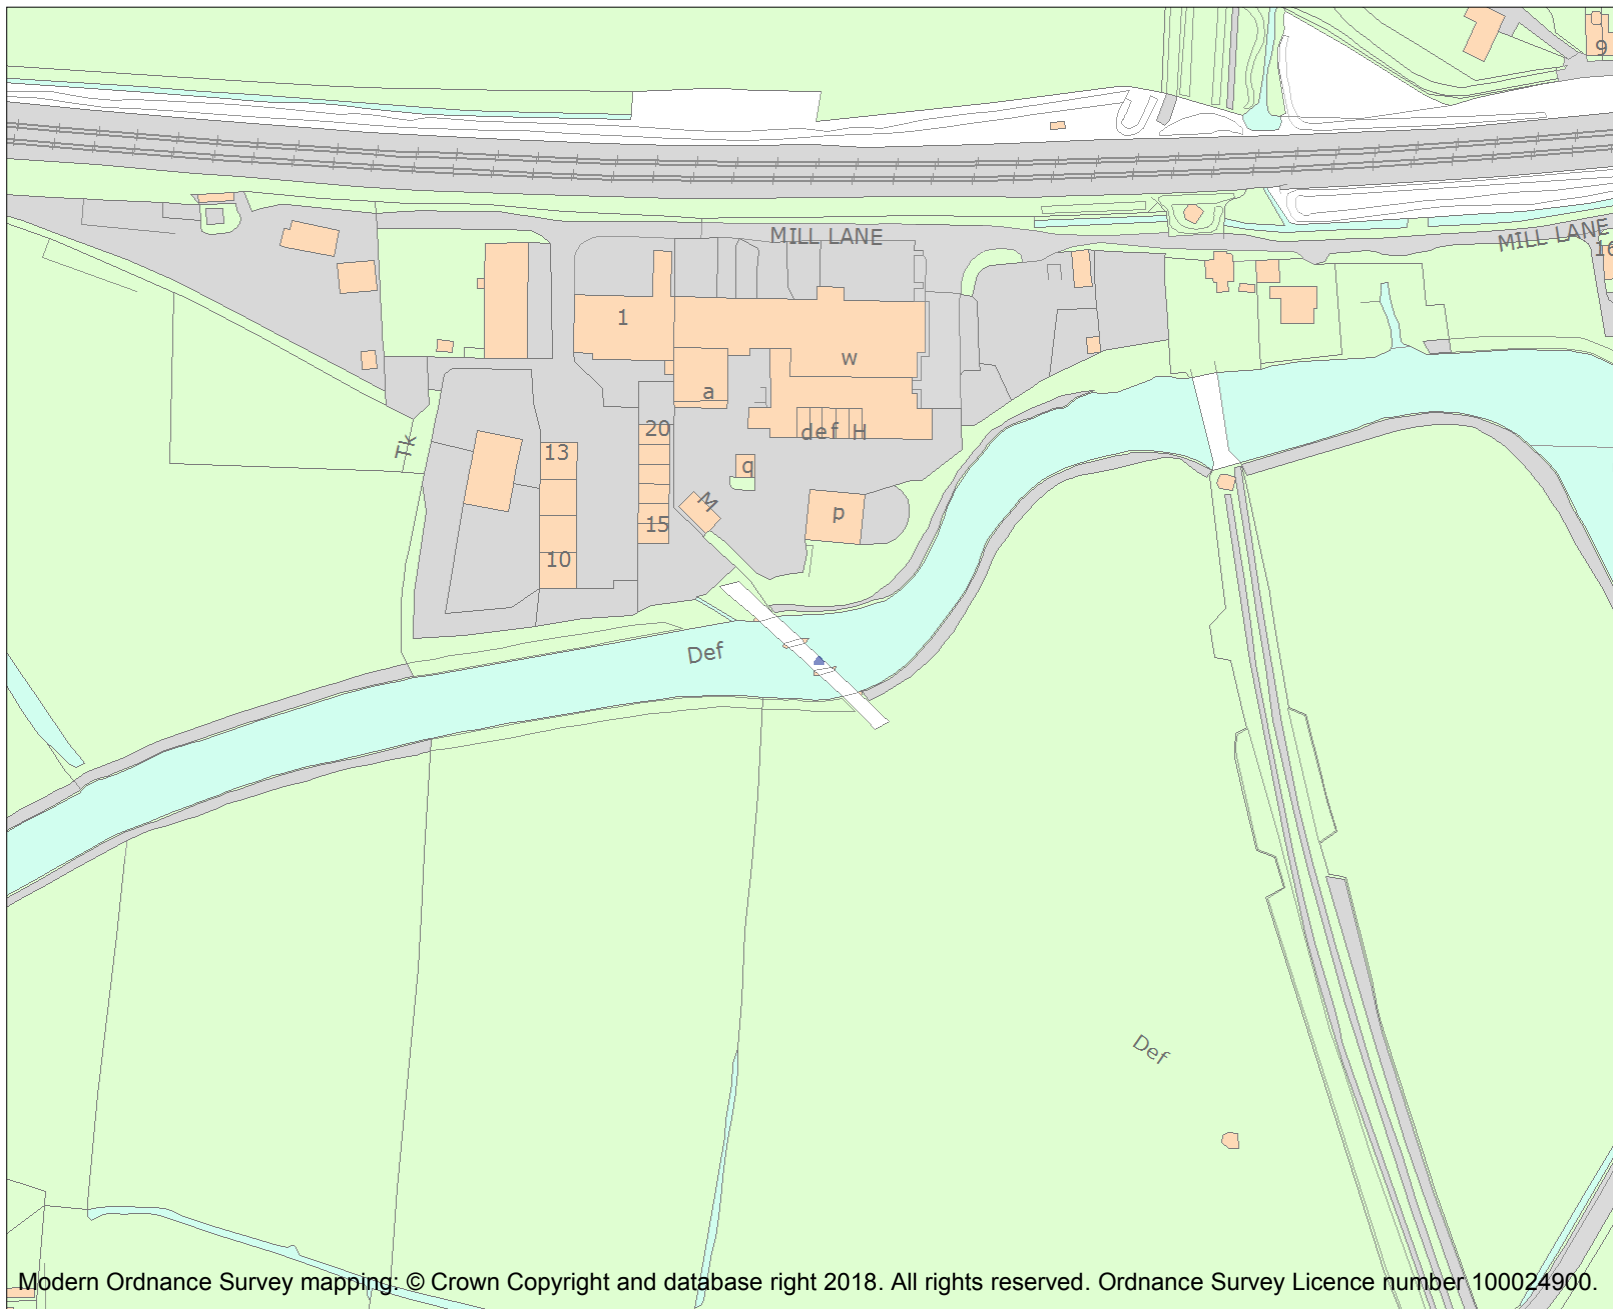 9
MILL LANE
MILL LANE
16
1
w
a
def H
20
13
Tk
q
M
p
15
10
Def
Def
Modern Ordnance Survey mapping: © Crown Copyright and database right 2018. All rights reserved. Ordnance Survey Licence number 100024900.